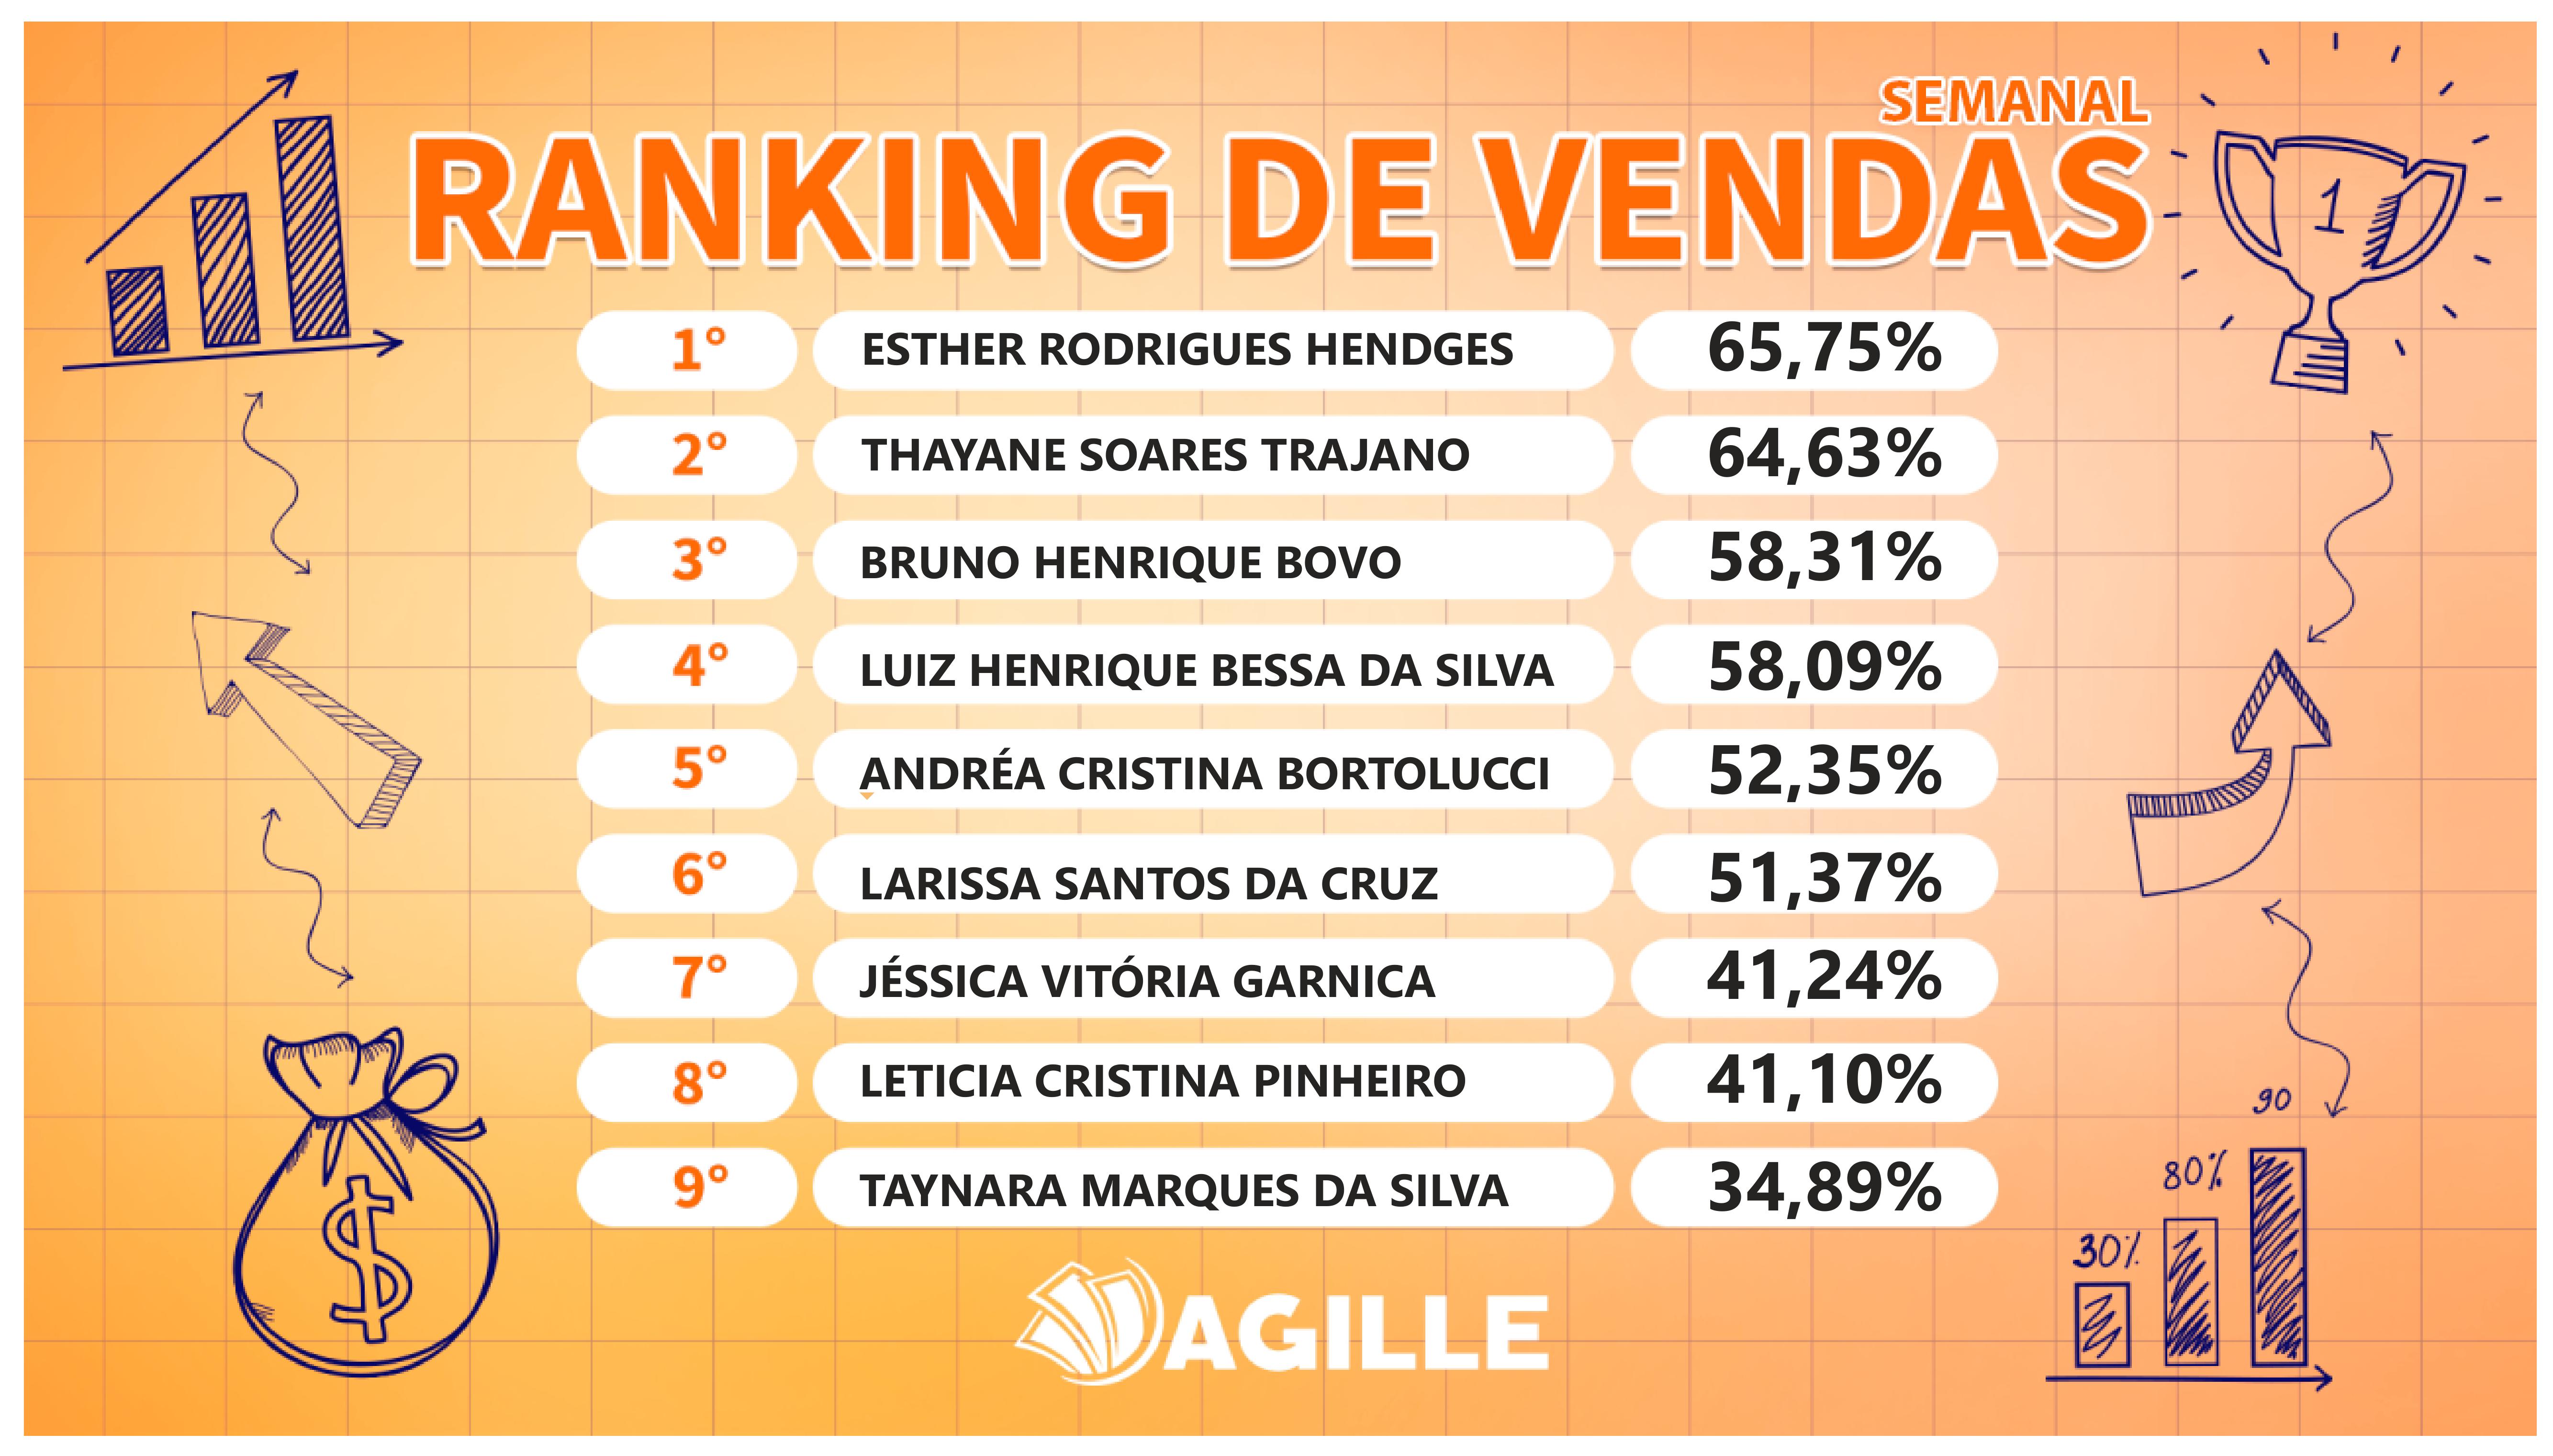 SEMANAL
RANKING DE VENDAS
1
1° ESTHER RODRIGUES HENDGES 65,75%
2° THAYANE SOARES TRAJANO 64,63%
3° BRUNO HENRIQUE BOVO 58,31%
4° LUIZ HENRIQUE BESSA DA SILVA 58,09%
5° ANDRÉA CRISTINA BORTOLUCCI 52,35%
6° LARISSA SANTOS DA CRUZ 51,37%
7° JÉSSICA VITÓRIA GARNICA 41,24%
8° LETICIA CRISTINA PINHEIRO 41,10%
9° TAYNARA MARQUES DA SILVA 34,89%
$
90
80%
30%
AGILLE